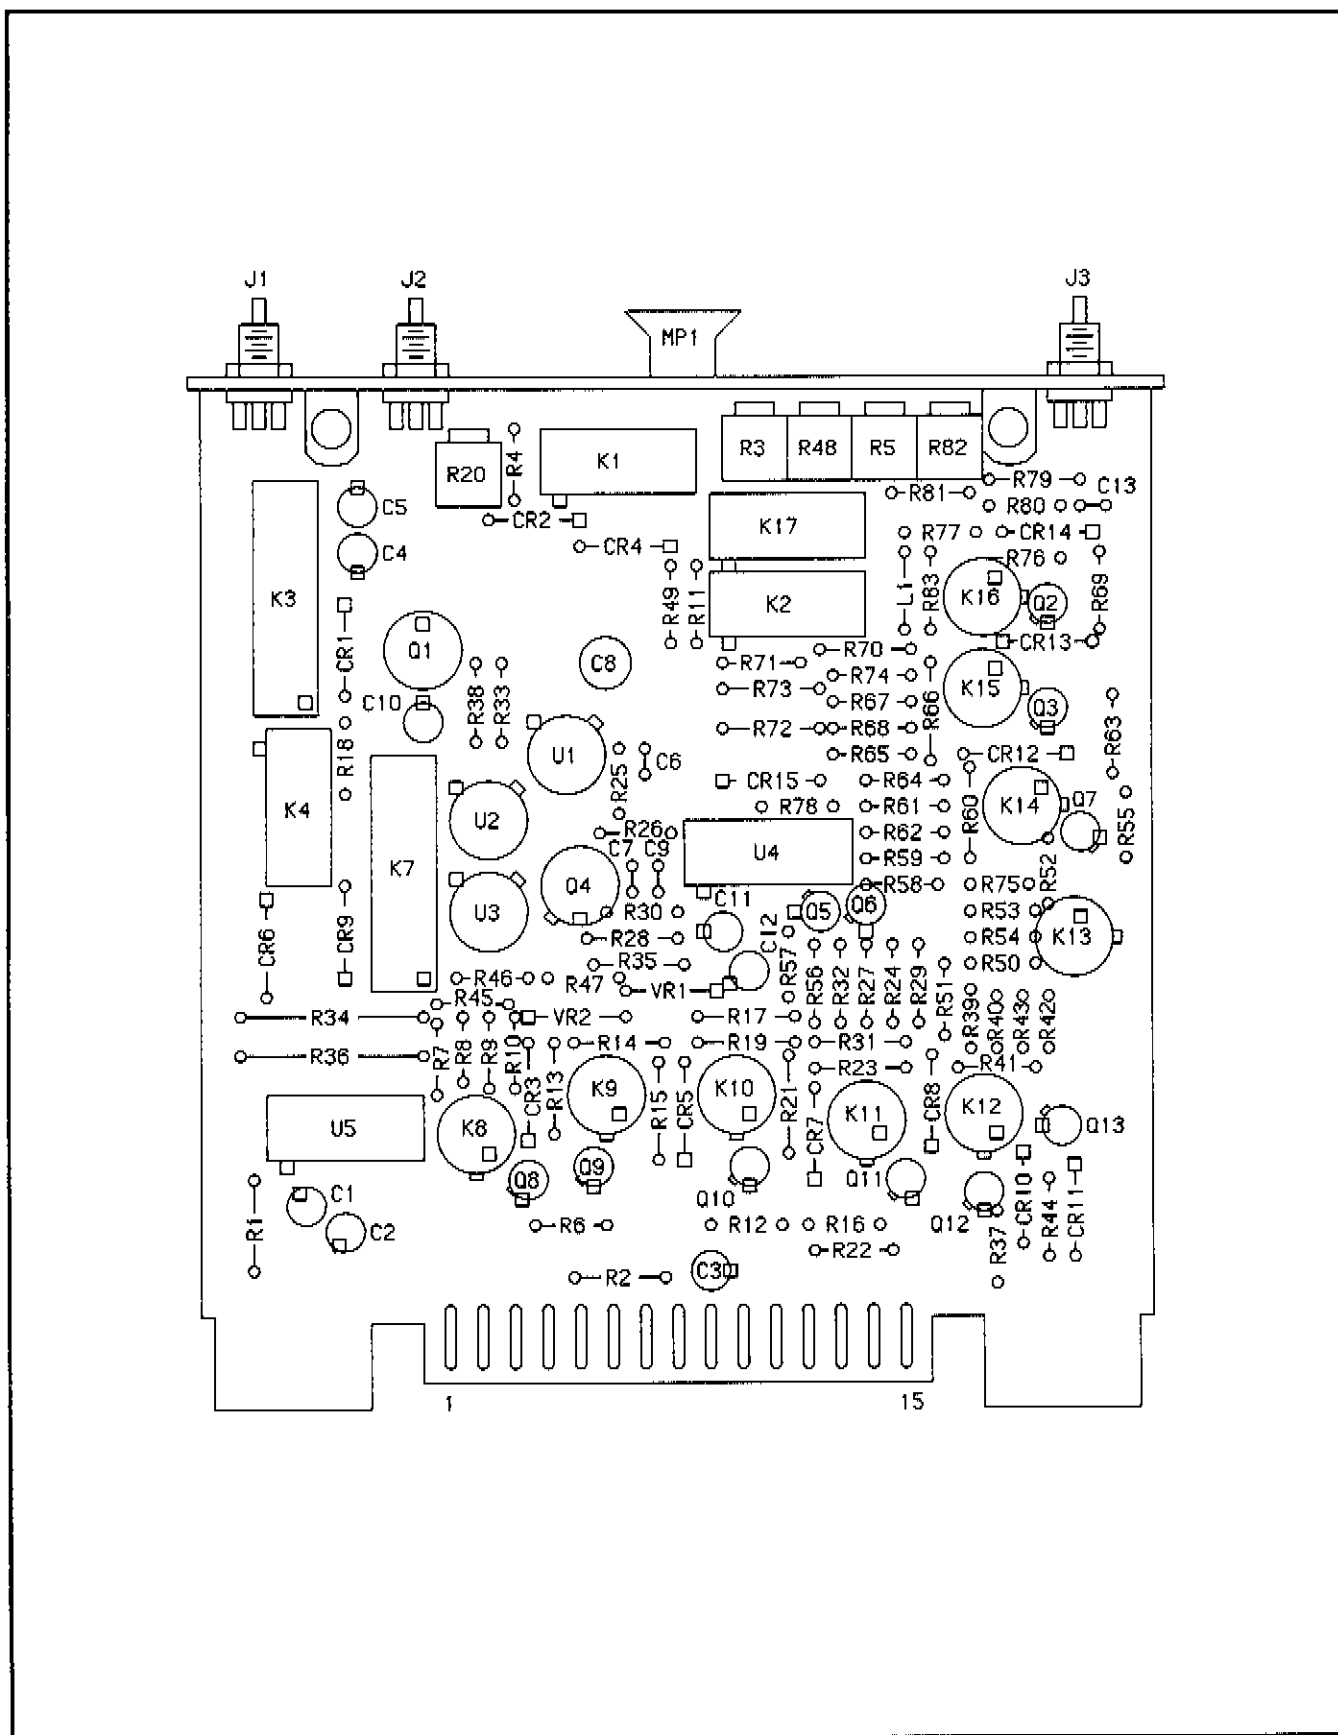 J1 J2 J3
MP1
R3 R48 R5 R82
R20 R4 K1
R79
R81 C13
C5 R80
CR2 K17 R77 CR14
C4 CR4 R76
K3 R49 R11 K2 L1 R83 K16 Q2 R69
CR1 Q1 C8 R70 CR13
R71 R74 K15
R73 R67 R66 Q3
C10 R38 R33 R72 R68 R63
R18 U1 R25 C6 R65 CR12
CR15 R64
K4 U2 R78 R61 R60 K14 Q7 R55
R26 R62
C7 C9 U4 R59 R52
K7 Q4 R58 R75
U3 C11 Q5 Q6
R30 R53
CR6 CR9 R28 C12 R54 K13
R35 R57 R50
R46 R47 R56 R32 R27 R24 R29 R51
VR1
R45 R39 R40 R43 R42
R34 VR2 R17
R36 R7 R8 R9 R10 R14 R19 R31
CR3 R13 R23 R41
K9 K10 R15 CR5 R21 CR7 K11 CR8 K12
U5 K8 Q13
Q8 Q9 Q10 Q11
R1 C1 Q12 CR10 R44 CR11
C2 R6 R12 R16
R22 R37
R2 C3
1 15